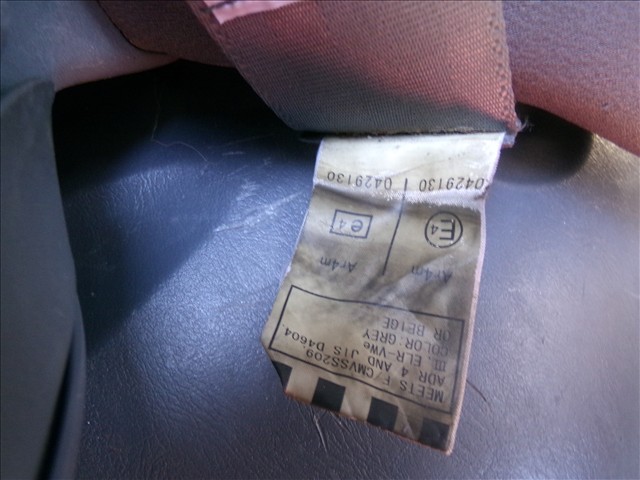 MEETS F/CMVSS209.
ADR 4 AND JIS D4604.
III. ELR-VWe
COLOR: GREY
OR BEIGE
Ar4m Ar4m
E4 e4
0429130 0429130